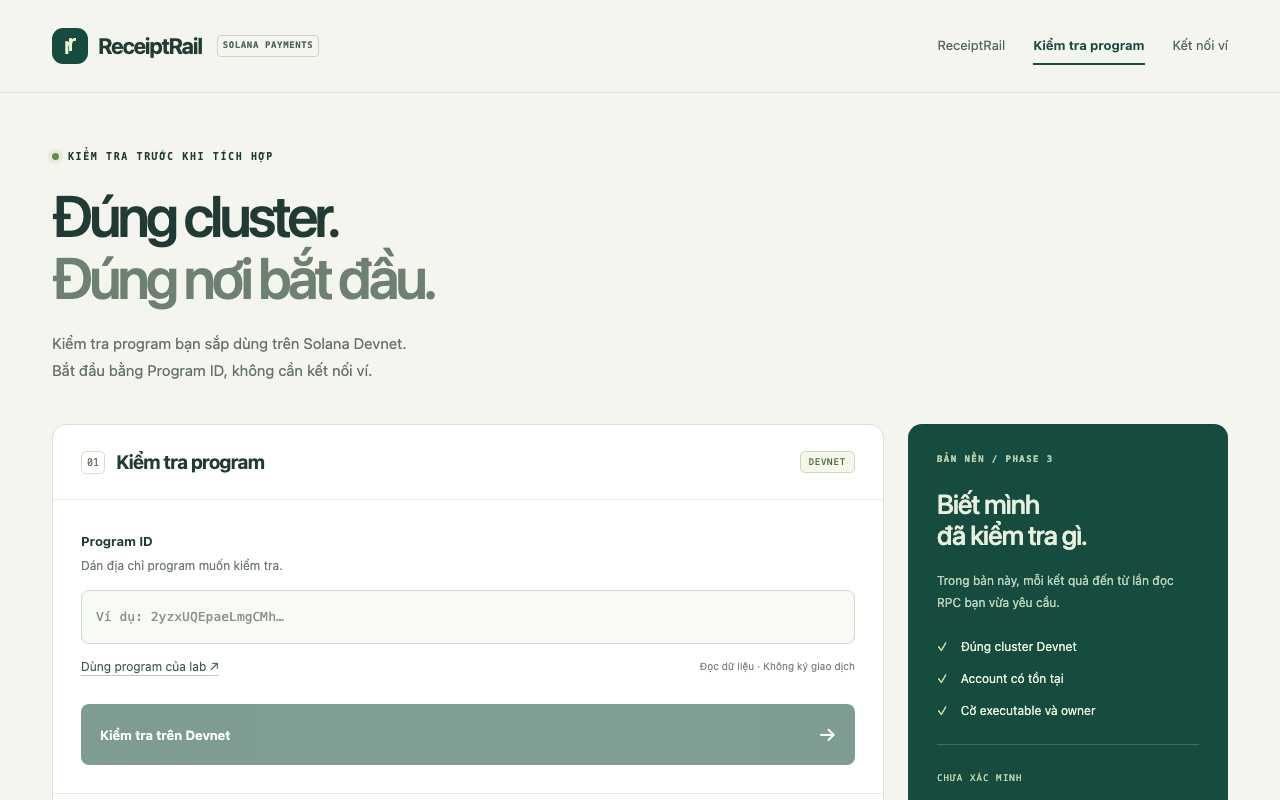 ReceiptRail
SOLANA PAYMENTS
ReceiptRail
Kiểm tra program
Kết nối ví
KIỂM TRA TRƯỚC KHI TÍCH HỢP
Đúng cluster.
Đúng nơi bắt đầu.
Kiểm tra program bạn sắp dùng trên Solana Devnet.
Bắt đầu bằng Program ID, không cần kết nối ví.
01
Kiểm tra program
DEVNET
Program ID
Dán địa chỉ program muốn kiểm tra.
Ví dụ: 2yzxUQEpaeLmgCMh…
Dùng program của lab ↗
Đọc dữ liệu · Không ký giao dịch
Kiểm tra trên Devnet →
BẢN NỀN / PHASE 3
Biết mình
đã kiểm tra gì.
Trong bản này, mỗi kết quả đến từ lần đọc
RPC bạn vừa yêu cầu.
✓ Đúng cluster Devnet
✓ Account có tồn tại
✓ Cờ executable và owner
CHƯA XÁC MINH